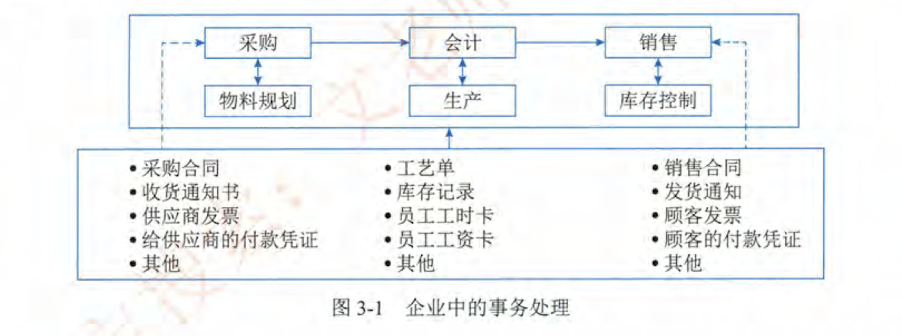 采购 会计 销售
物料规划 生产 库存控制
•采购合同 •工艺单 •销售合同
•收货通知书 •库存记录 •发货通知
•供应商发票 •员工工时卡 •顾客发票
•给供应商的付款凭证 •员工工资卡 •顾客的付款凭证
•其他 •其他 •其他
图 3-1 企业中的事务处理